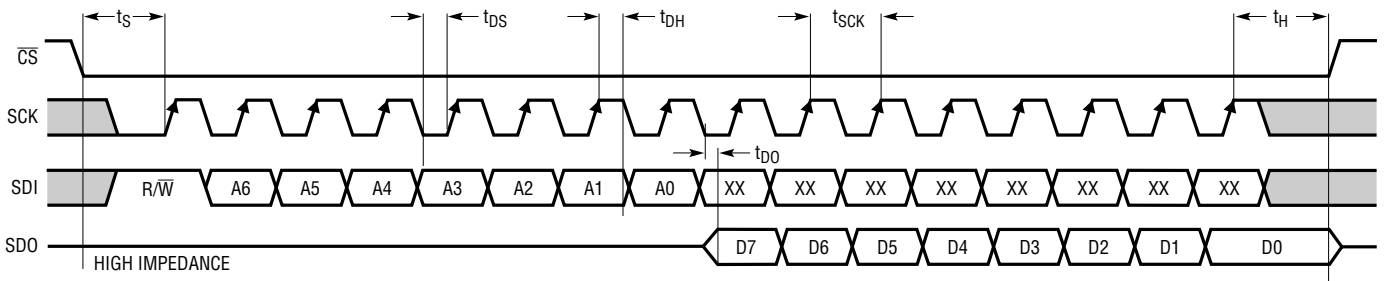 tS tDS tDH tSCK tH
CS
SCK
tDO
SDI R/W A6 A5 A4 A3 A2 A1 A0 XX XX XX XX XX XX XX XX
SDO D7 D6 D5 D4 D3 D2 D1 D0
HIGH IMPEDANCE